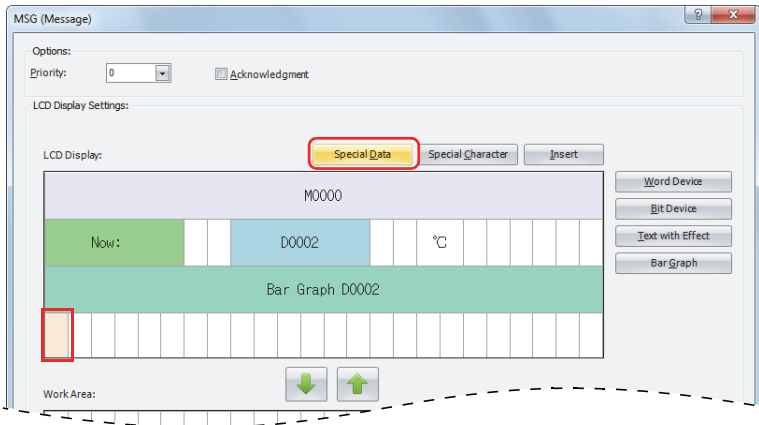 MSG (Message)
Options:
Priority: 0 Acknowledgment
LCD Display Settings:
LCD Display: Special Data Special Character Insert
M0000
Word Device
Bit Device
Now: D0002 ℃
Text with Effect
Bar Graph
Bar Graph D0002
Work Area: